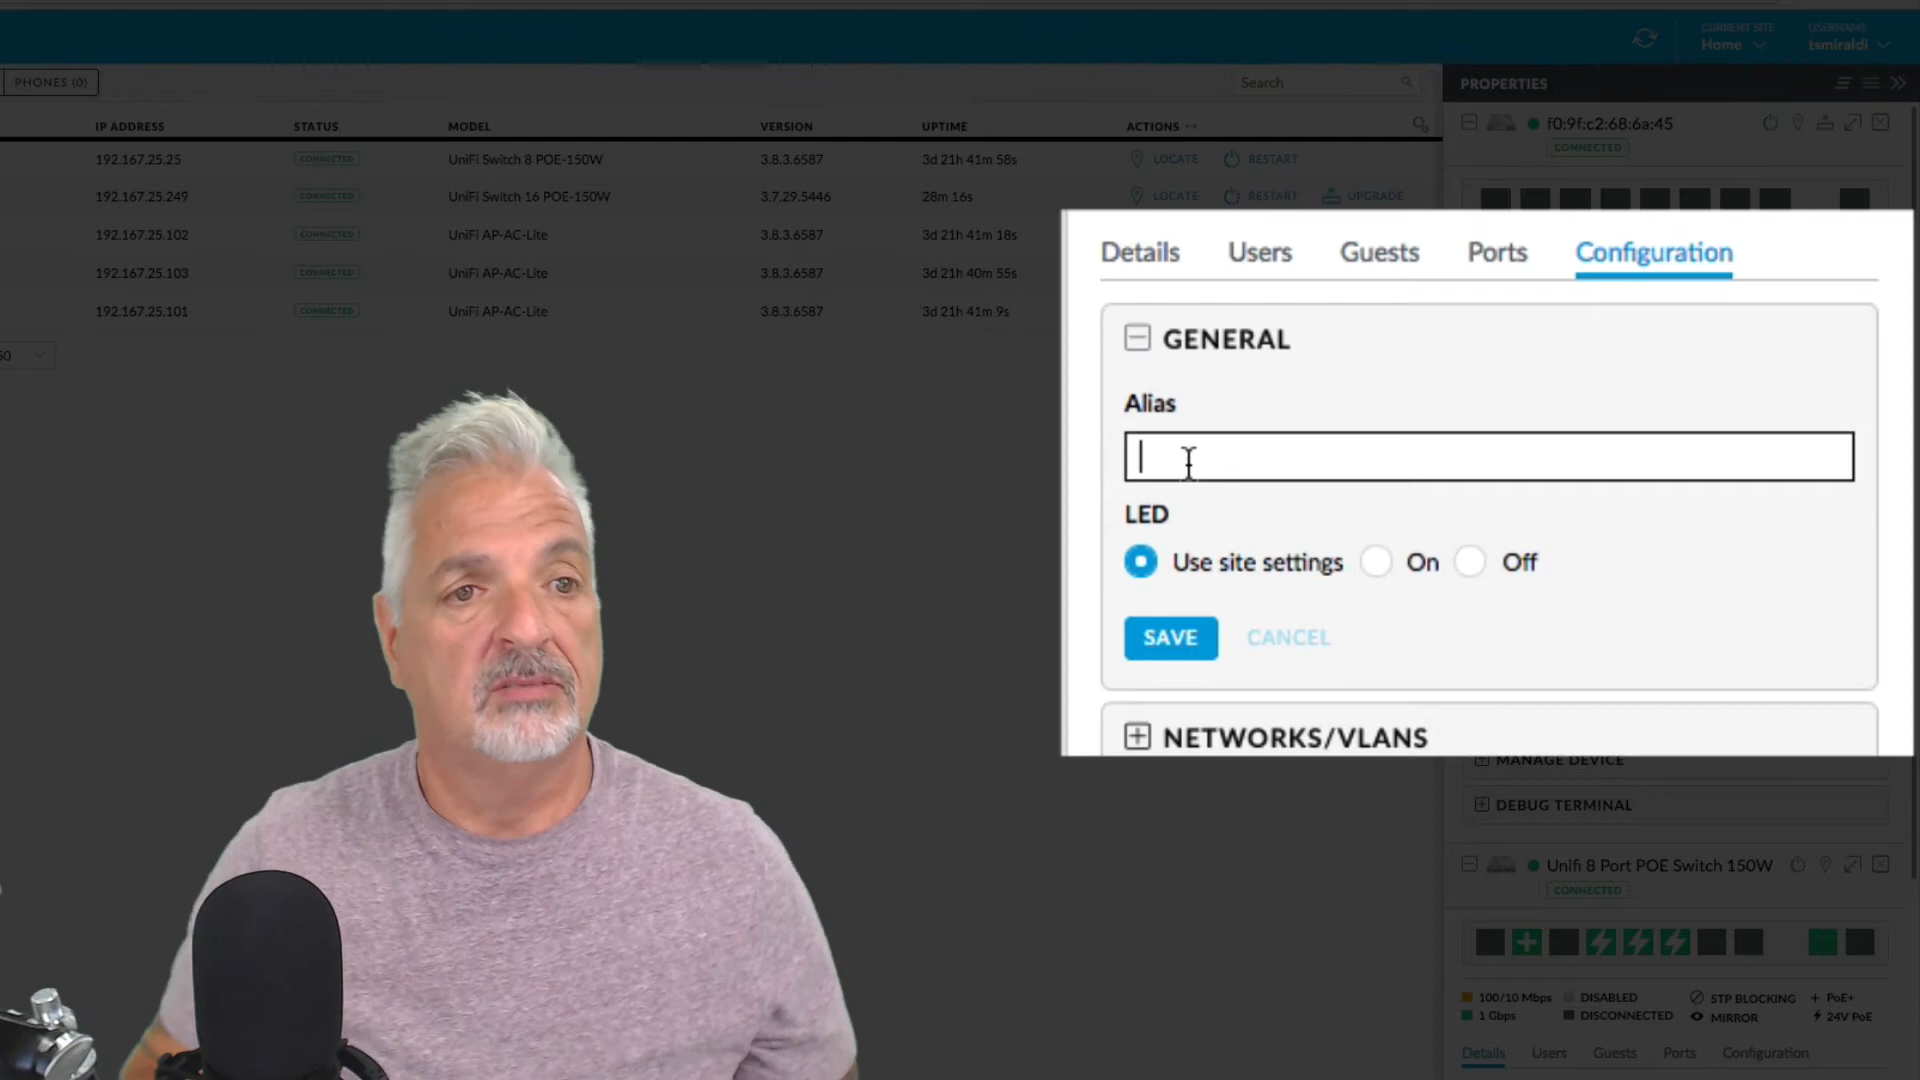 CURRENT SITE
Home
USERNAME
tsmiraldi
PHONES (0)
Search
PROPERTIES
IP ADDRESS STATUS MODEL VERSION UPTIME ACTIONS
192.167.25.25 CONNECTED UniFi Switch 8 POE-150W 3.8.3.6587 3d 21h 41m 58s LOCATE RESTART
192.167.25.249 CONNECTED UniFi Switch 16 POE-150W 3.7.29.5446 28m 16s LOCATE RESTART UPGRADE
192.167.25.102 CONNECTED UniFi AP-AC-Lite 3.8.3.6587 3d 21h 41m 18s
192.167.25.103 CONNECTED UniFi AP-AC-Lite 3.8.3.6587 3d 21h 40m 55s
192.167.25.101 CONNECTED UniFi AP-AC-Lite 3.8.3.6587 3d 21h 41m 9s
f0:9f:c2:68:6a:45
CONNECTED
Details Users Guests Ports Configuration
GENERAL
Alias
LED
Use site settings On Off
SAVE CANCEL
NETWORKS/VLANS
MANAGE DEVICE
DEBUG TERMINAL
Unifi 8 Port POE Switch 150W
CONNECTED
100/10 Mbps DISABLED STP BLOCKING + PoE+
1 Gbps DISCONNECTED MIRROR 24V PoE
Details Users Guests Ports Configuration